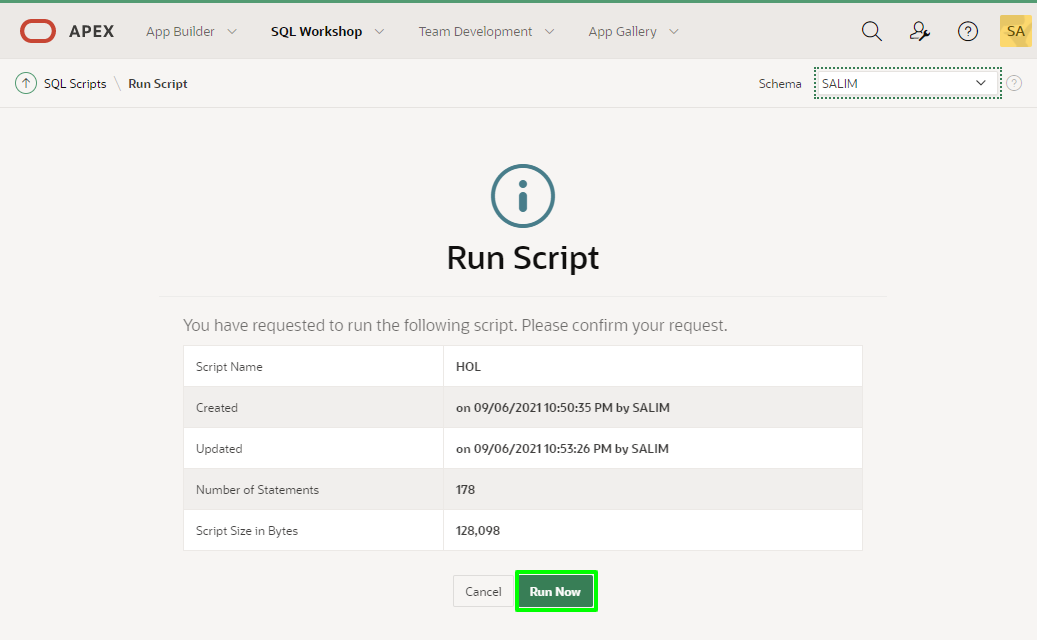 APEX App Builder SQL Workshop Team Development App Gallery ? SA
SQL Scripts \ Run Script Schema SALIM ?
Run Script
You have requested to run the following script. Please confirm your request.
Script Name HOL
Created on 09/06/2021 10:50:35 PM by SALIM
Updated on 09/06/2021 10:53:26 PM by SALIM
Number of Statements 178
Script Size in Bytes 128,098
Cancel Run Now